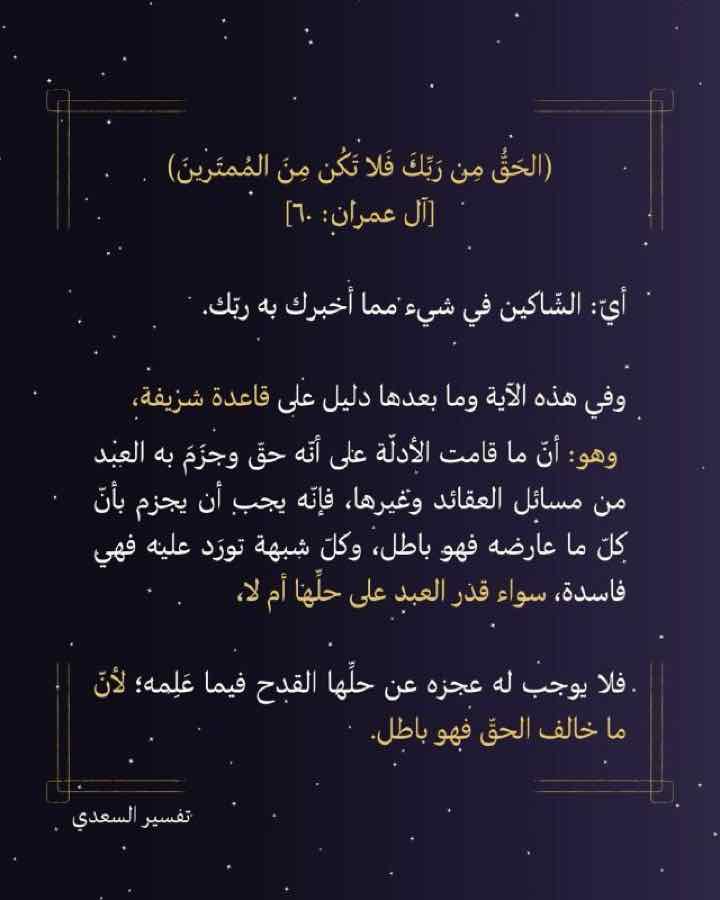 (الحَقُّ مِن رَبِّكَ فَلا تَكُن مِنَ المُمتَرينَ)
[آل عمران: ٦٠]
أيّ: الشّاكين في شيء مما أخبرك به ربّك.
وفي هذه الآية وما بعدها دليل على قاعدة شريفة،
وهو: أنّ ما قامت الأدلّة على أنّه حقّ وجزَمَ به العبد
من مسائل العقائد وغيرها، فإنّه يجب أن يجزم بأنّ
كلّ ما عارضه فهو باطل، وكلّ شبهة تورَد عليه فهي
فاسدة، سواء قدر العبد على حلِّها أم لا،
فلا يوجب له عجزه عن حلِّها القدح فيما عَلِمه؛ لأنّ
ما خالف الحقّ فهو باطل.
تفسير السعدي